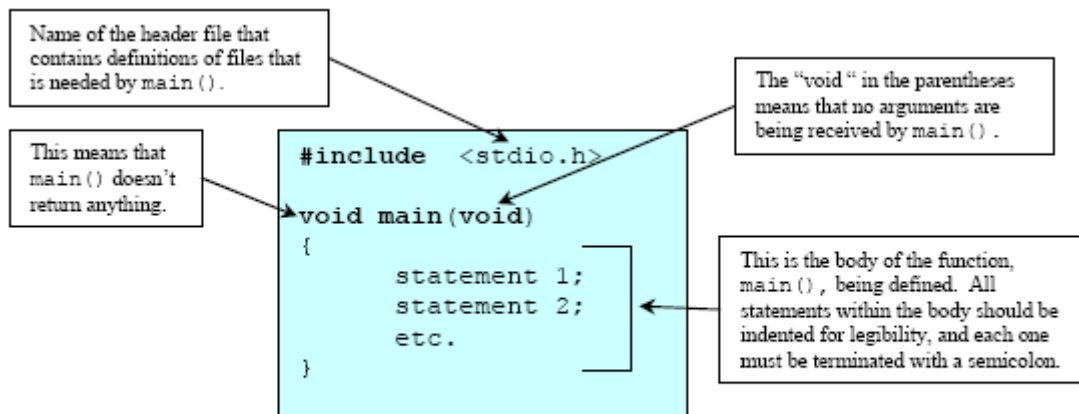 Name of the header file that
contains definitions of files that
is needed by main().
The “void “ in the parentheses
means that no arguments are
being received by main().
This means that
main() doesn’t
return anything.
#include <stdio.h>
void main(void)
{
statement 1;
statement 2;
etc.
}
This is the body of the function,
main(), being defined. All
statements within the body should be
indented for legibility, and each one
must be terminated with a semicolon.